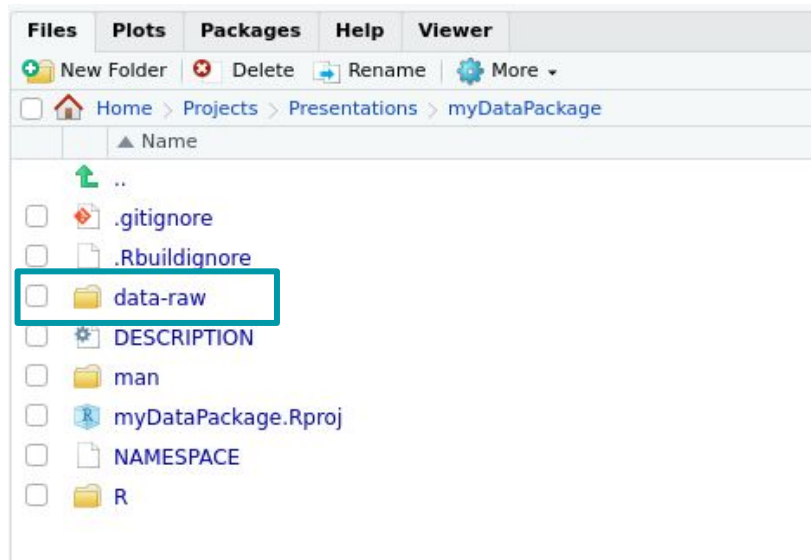 Files Plots Packages Help Viewer
New Folder Delete Rename More
Home > Projects > Presentations > myDataPackage
Name
..
.gitignore
.Rbuildignore
data-raw
DESCRIPTION
man
myDataPackage.Rproj
NAMESPACE
R